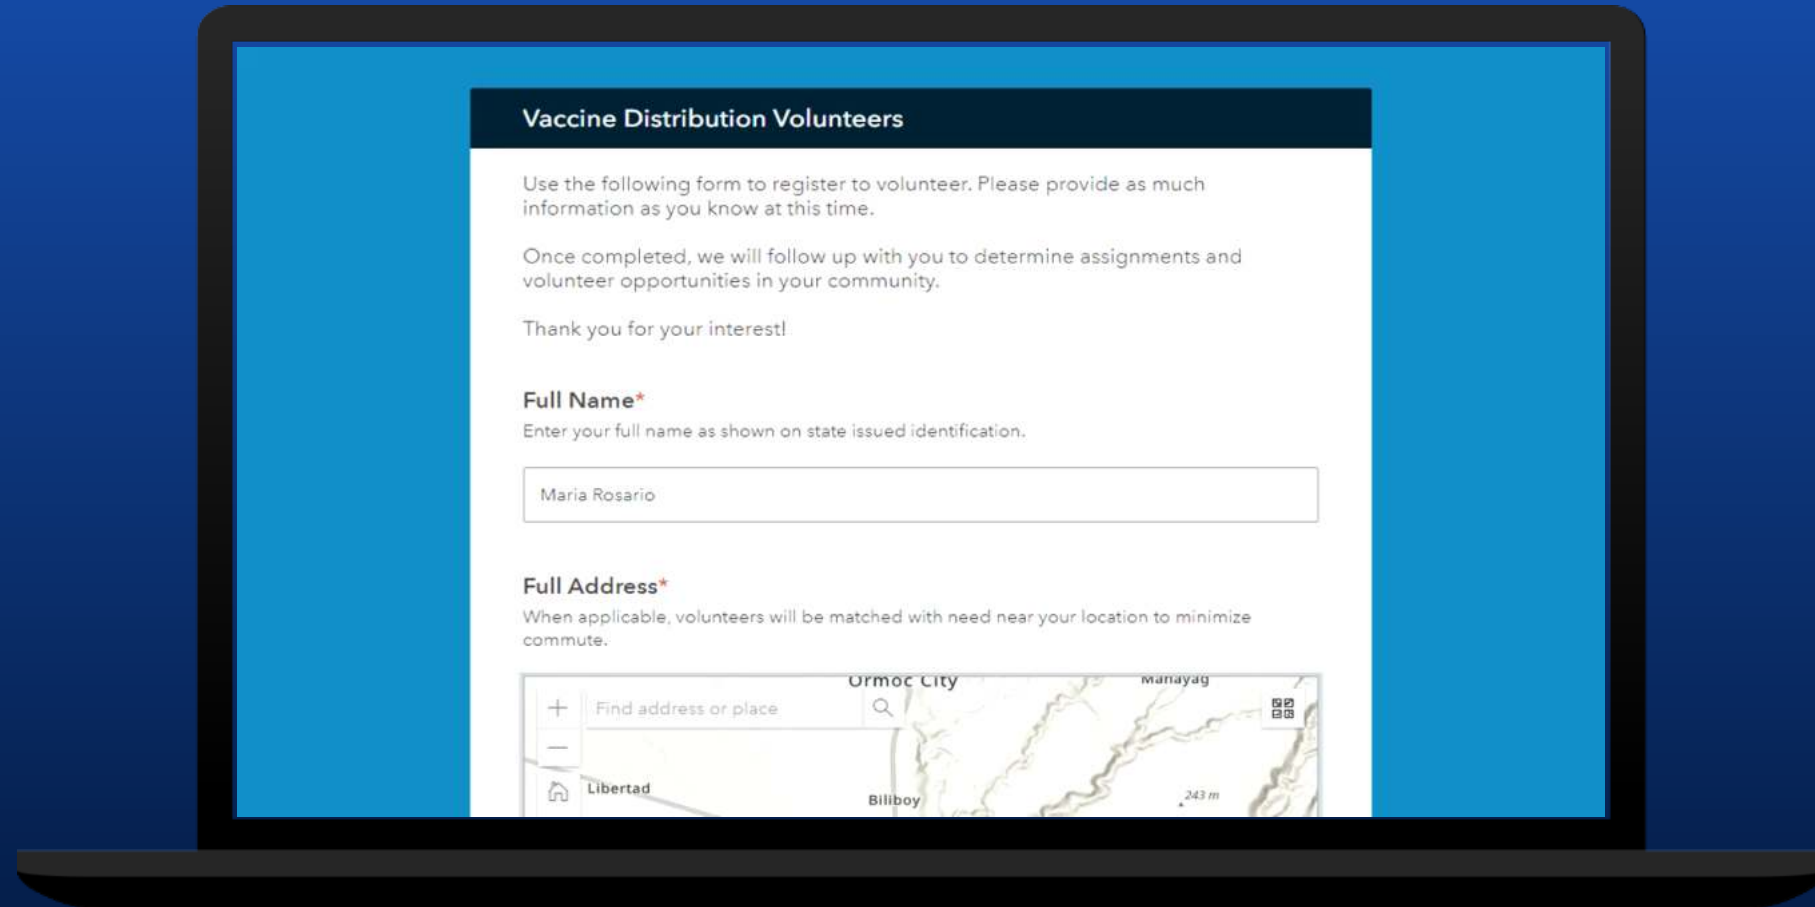 Vaccine Distribution Volunteers
Use the following form to register to volunteer. Please provide as much
information as you know at this time.
Once completed, we will follow up with you to determine assignments and
volunteer opportunities in your community.
Thank you for your interest!
Full Name*
Enter your full name as shown on state issued identification.
Maria Rosario
Full Address*
When applicable, volunteers will be matched with need near your location to minimize
commute.
Ormoc City
Manayag
Find address or place
Libertad
Biliboy
243 m